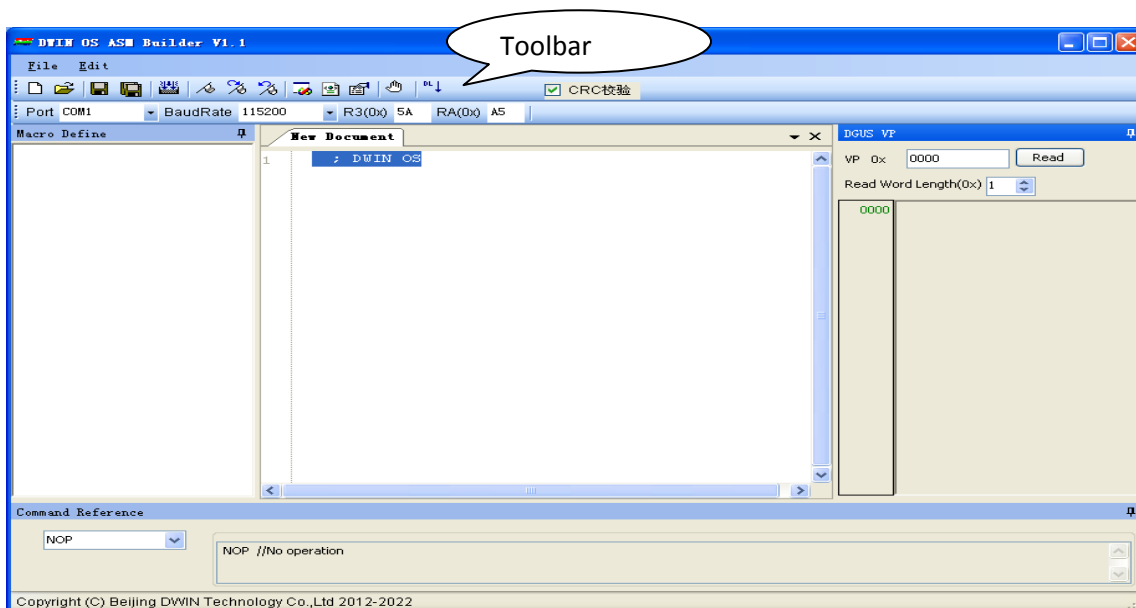 DWIN OS ASM Builder V1.1
Toolbar
File Edit
DL
CRC校验
Port COM1 BaudRate 115200 R3(0x) 5A RA(0x) A5
Macro Define
New Document
DGUS VP
1 ; DWIN OS
VP 0x 0000 Read
Read Word Length(0x) 1
0000
Command Reference
NOP
NOP //No operation
Copyright (C) Beijing DWIN Technology Co.,Ltd 2012-2022